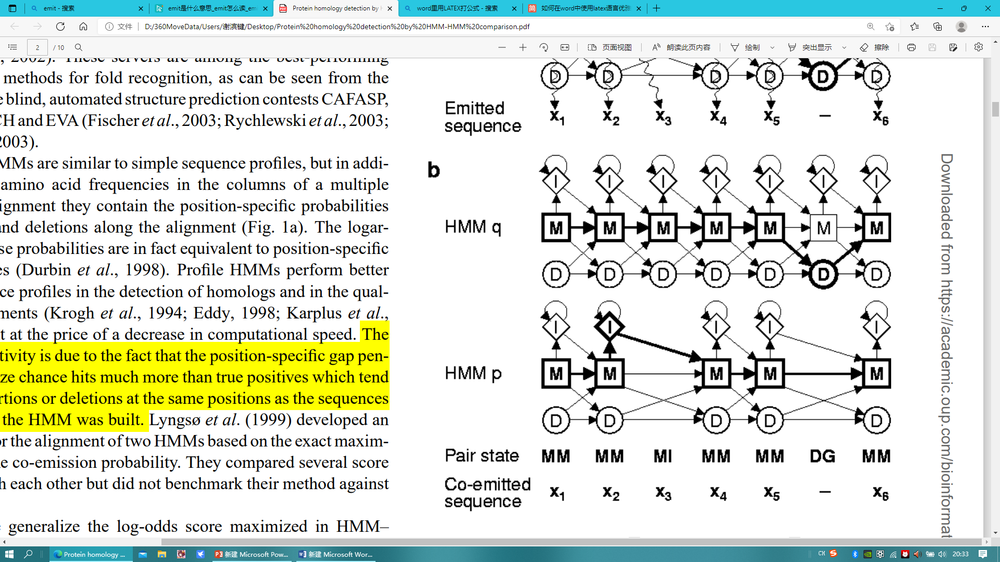 emit - 搜索
emit是什么意思_emit怎么读_emi
Protein homology detection by H
word里用LATEX打公式 - 搜索
如何在word中使用latex语言优雅
文件
D:/360MoveData/Users/谢滨键/Desktop/Protein%20homology%20detection%20by%20HMM-HMM%20comparison.pdf
2 / 10
页面视图
朗读此页内容
绘制
突出显示
擦除
, 2002). These servers are among the best-performing
methods for fold recognition, as can be seen from the
e blind, automated structure prediction contests CAFASP,
CH and EVA (Fischer et al., 2003; Rychlewski et al., 2003;
2003).
MMs are similar to simple sequence profiles, but in addi-
amino acid frequencies in the columns of a multiple
ignment they contain the position-specific probabilities
and deletions along the alignment (Fig. 1a). The logar-
se probabilities are in fact equivalent to position-specific
es (Durbin et al., 1998). Profile HMMs perform better
ce profiles in the detection of homologs and in the qual-
ments (Krogh et al., 1994; Eddy, 1998; Karplus et al.,
t at the price of a decrease in computational speed. The
tivity is due to the fact that the position-specific gap pen-
ze chance hits much more than true positives which tend
rtions or deletions at the same positions as the sequences
the HMM was built. Lyngsø et al. (1999) developed an
or the alignment of two HMMs based on the exact maxim-
e co-emission probability. They compared several score
h each other but did not benchmark their method against
generalize the log-odds score maximized in HMM–
D D D D D D
Emitted
sequence
x1 x2 x3 x4 x5 – x6
b
I I I I I I I
HMM q
M M M M M M M
D D D D D D D
I I I I I
HMM p
M M M M M
D D D D D
Pair state MM MM MI MM MM DG MM
Co-emitted
sequence
x1 x2 x3 x4 x5 – x6
Downloaded from https://academic.oup.com/bioinformat
Protein homology ...
新建 Microsoft Pow...
新建 Microsoft Wor...
CH
20:33